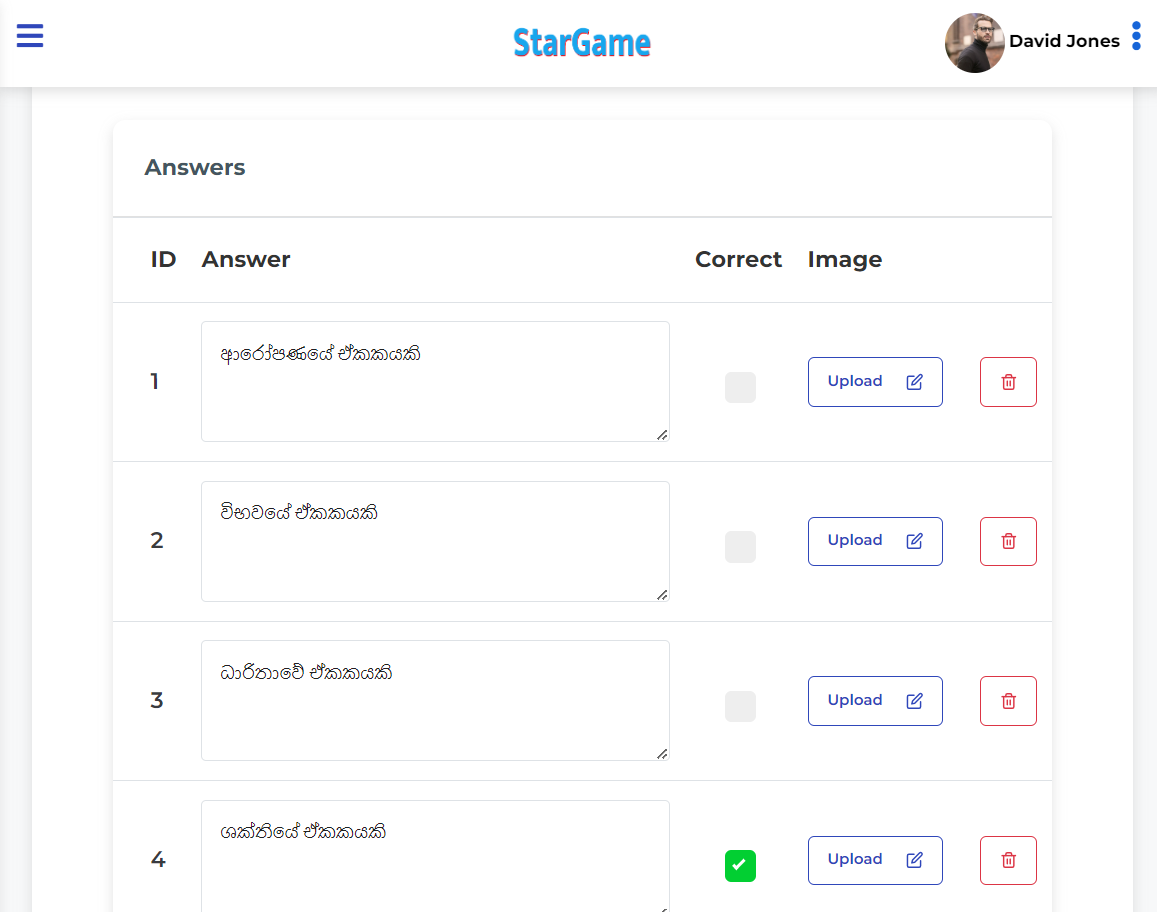 StarGame
David Jones
Answers
ID Answer Correct Image
1 ආරෝපණයේ ඒකකයකි Upload
2 විභවයේ ඒකකයකි Upload
3 ධාරිතාවේ ඒකකයකි Upload
4 ශක්තියේ ඒකකයකි Upload